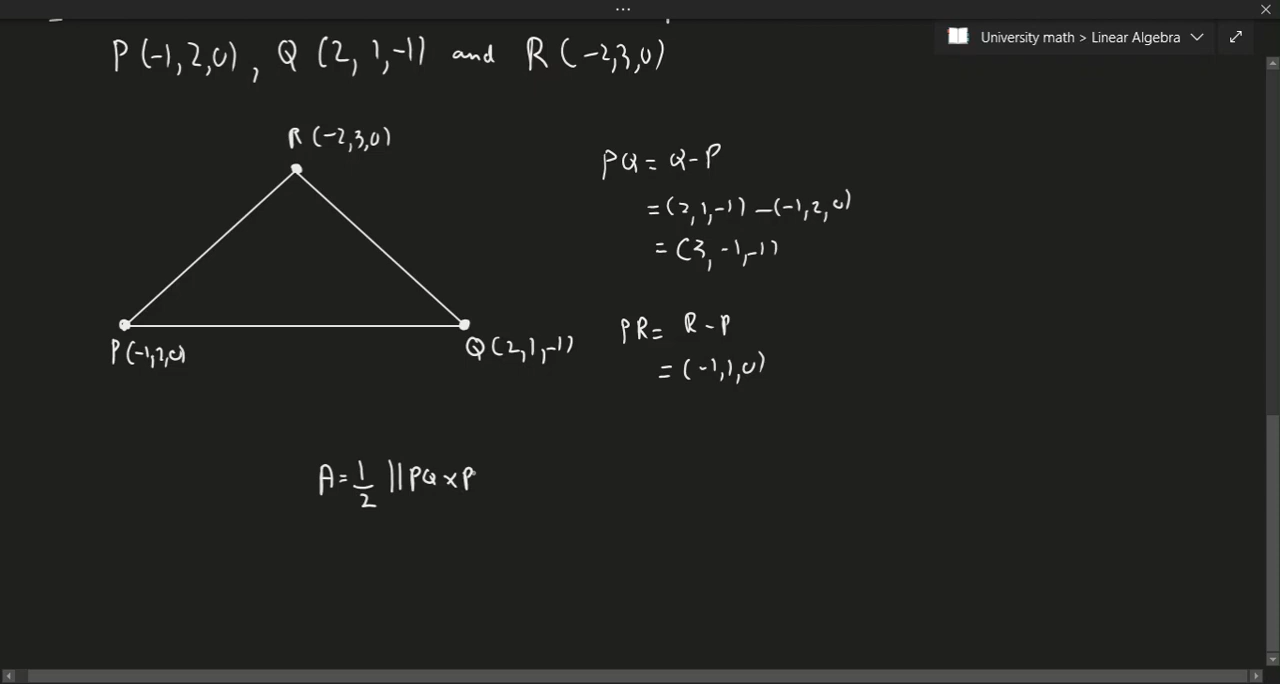 University math > Linear Algebra
P (-1,2,0), Q (2, 1,-1) and R (-2,3,0)
R (-2,3,0)
P (-1,2,0)
Q (2,1,-1)
PQ = Q-P
= (2,1,-1) - (-1,2,0)
= (3, -1,-1)
PR = R-P
= (-1,1,0)
A = 1/2 ||PQ × P